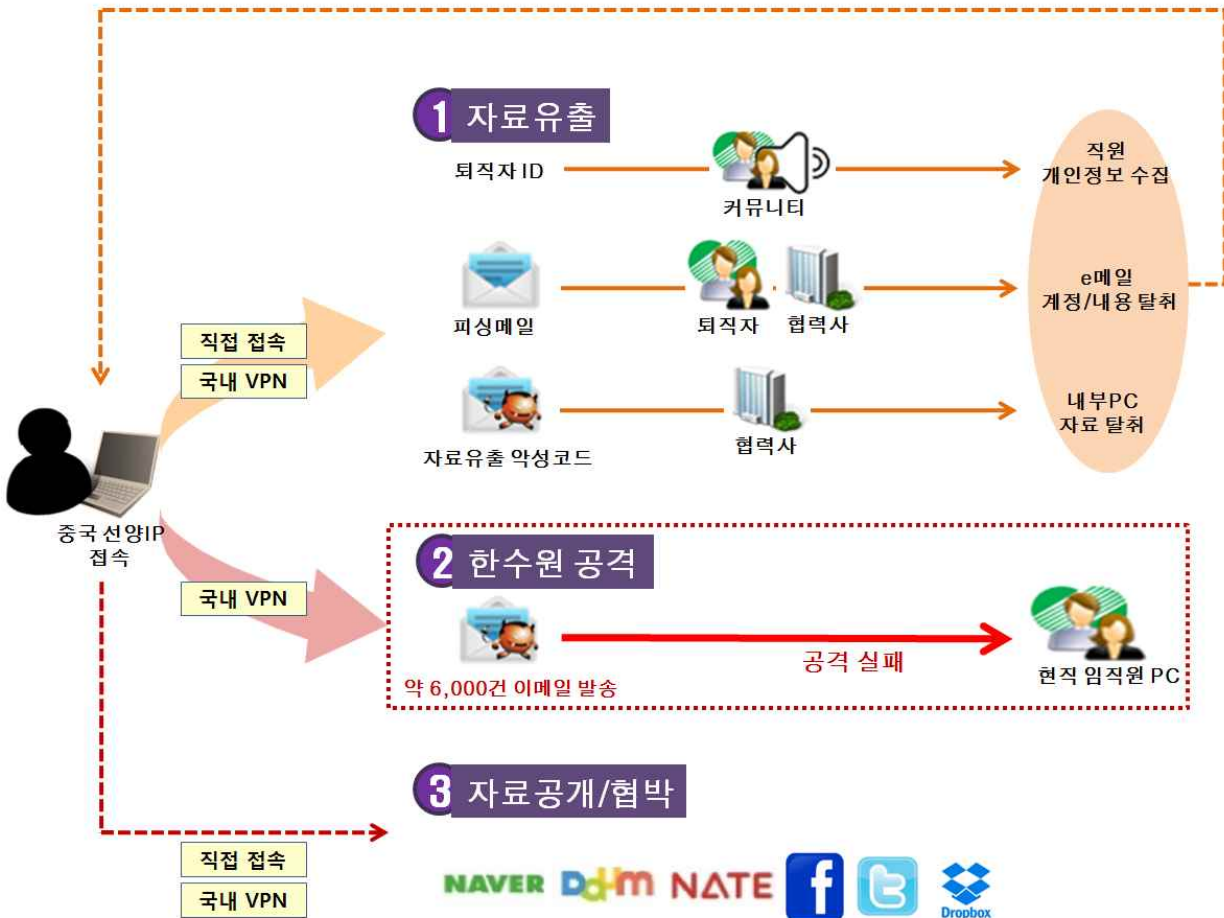 1 자료유출
퇴직자 ID
커뮤니티
직원
개인정보 수집
피싱메일
퇴직자
협력사
e메일
계정/내용 탈취
직접 접속
국내 VPN
자료유출 악성코드
협력사
내부PC
자료 탈취
중국 선양IP
접속
2 한수원 공격
국내 VPN
약 6,000건 이메일 발송
공격 실패
현직 임직원 PC
3 자료공개/협박
직접 접속
국내 VPN
NAVER
Daum
NATE
f
t
Dropbox